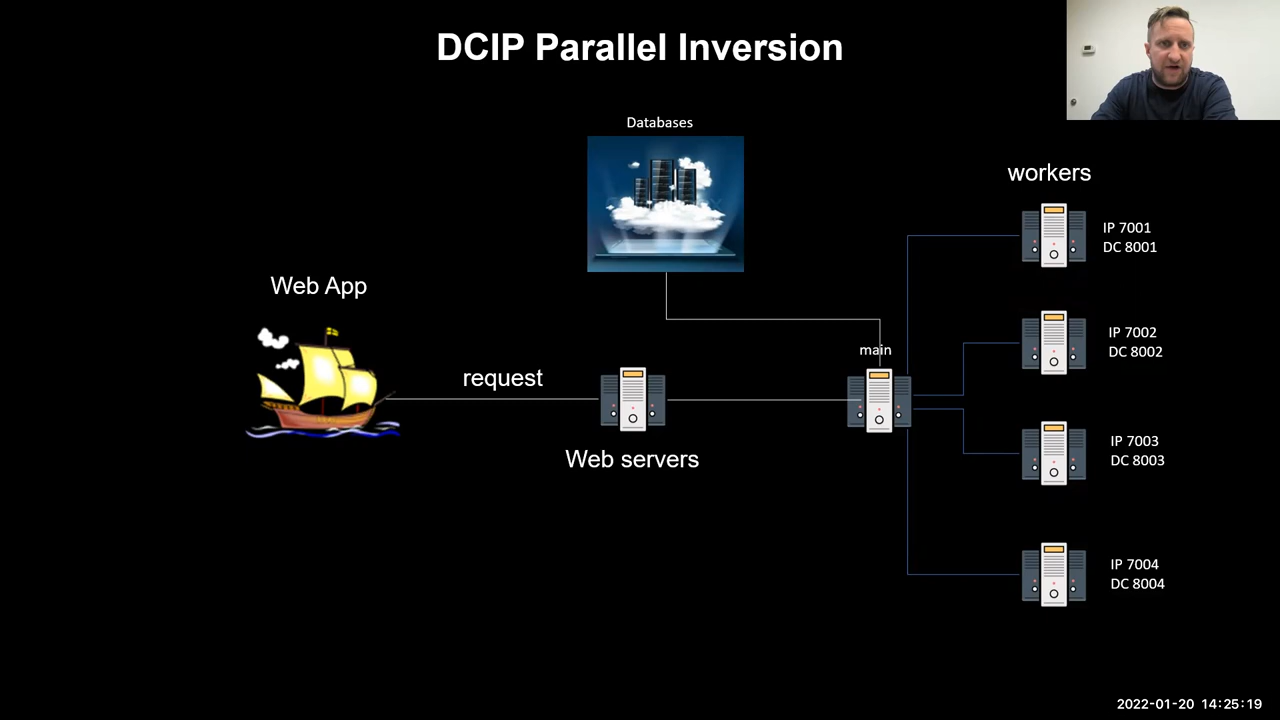 DCIP Parallel Inversion
Databases
workers
IP 7001
DC 8001
Web App
IP 7002
DC 8002
main
request
Web servers
IP 7003
DC 8003
IP 7004
DC 8004
2022-01-20 14:25:19